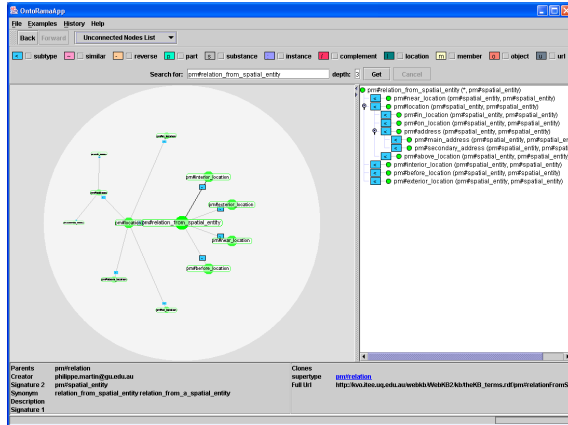 OntoRamaApp
File Examples History Help
Back Forward Unconnected Nodes List
subtype similar reverse part substance instance complement location member object url
Search for: pm#relation_from_spatial_entity depth: 3 Get Cancel
pm#relation_from_spatial_entity (*, pm#spatial_entity)
pm#near_location (pm#spatial_entity, pm#spatial_entity)
pm#location (pm#spatial_entity, pm#spatial_entity)
pm#in_location (pm#spatial_entity, pm#spatial_entity)
pm#on_location (pm#spatial_entity, pm#spatial_entity)
pm#address (pm#spatial_entity, pm#spatial_entity)
pm#main_address (pm#spatial_entity, pm#spatial_en
pm#secondary_address (pm#spatial_entity, pm#spati
pm#above_location (pm#spatial_entity, pm#spatial_entity)
pm#interior_location (pm#spatial_entity, pm#spatial_entity)
pm#before_location (pm#spatial_entity, pm#spatial_entity)
pm#exterior_location (pm#spatial_entity, pm#spatial_entity)
pm#interior_location
pm#exterior_location
pm#location pm#relation_from_spatial_entity
pm#near_location
pm#before_location
Parents pm#relation
Creator philippe.martin@gu.edu.au
Signature 2 pm#spatial_entity
Synonym relation_from_spatial_entity relation_from_a_spatial_entity
Description
Signature 1
Clones
supertype pm#relation
Full Url http://kvo.itee.uq.edu.au/webkb/WebKB2/kb/theKB_terms.rdf/pm#relationFromS